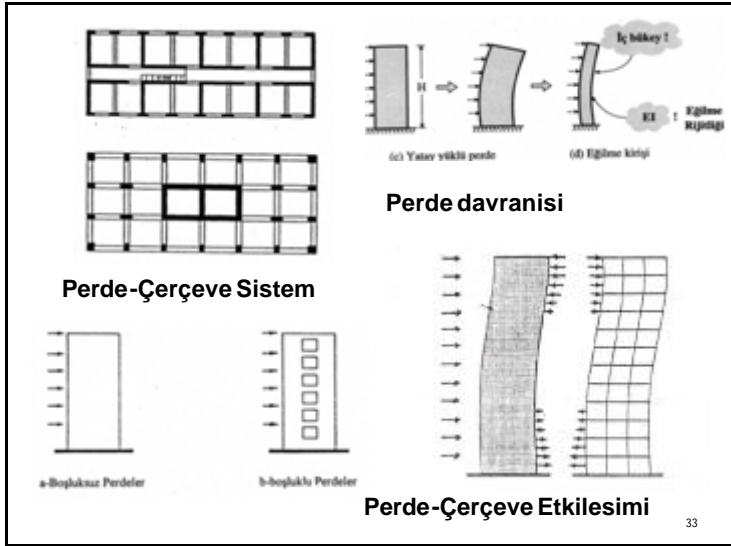 İç bükey !
H
EI !
Eğilme
Rijidiği
(c) Yatay yüklü perde
(d) Eğilme kirişi
Perde davranisi
Perde-Çerçeve Sistem
a-Boşluksuz Perdeler
b-boşluklu Perdeler
Perde-Çerçeve Etkilesimi
33